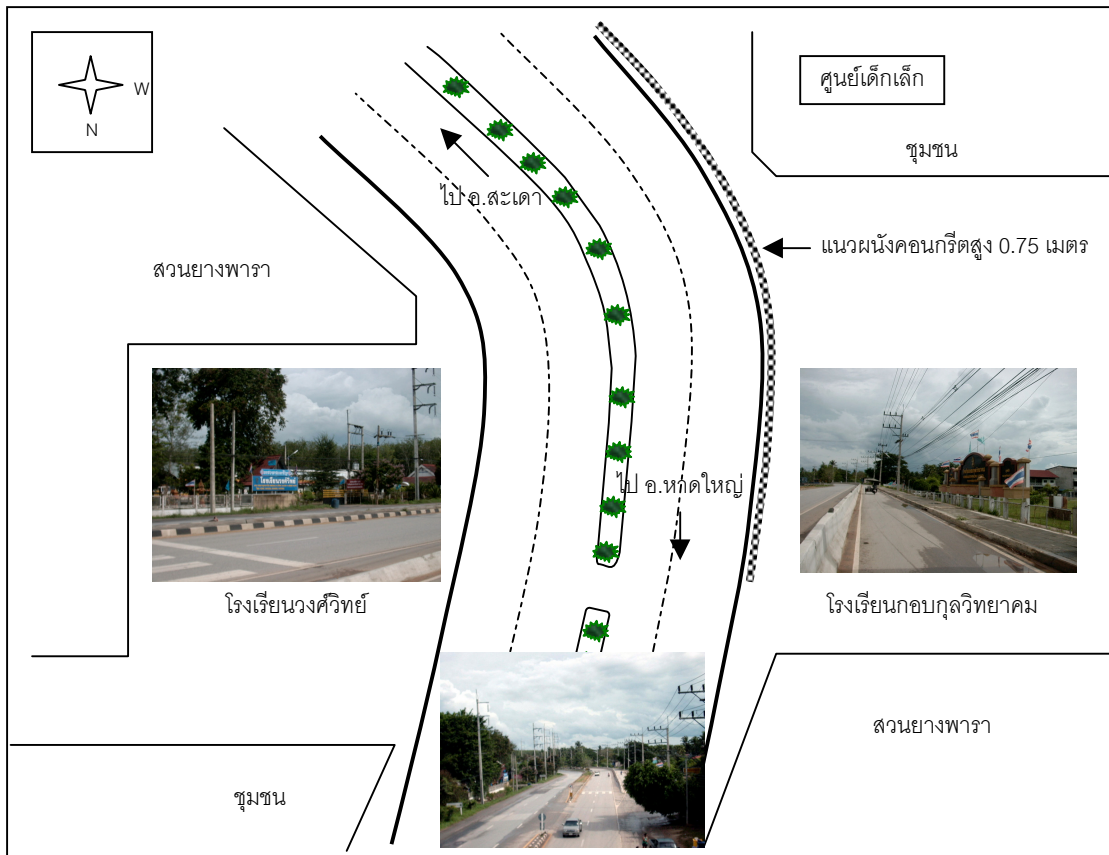 W
N
ศูนย์เด็กเล็ก
ชุมชน
ไป อ.สะเดา
แนวผนังคอนกรีตสูง 0.75 เมตร
สวนยางพารา
ไป อ.หาดใหญ่
โรงเรียนวงศ์วิทย์
โรงเรียนกอบกุลวิทยาคม
สวนยางพารา
ชุมชน